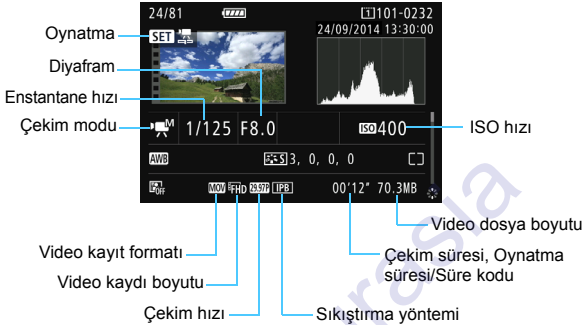 24/81
1 101-0232
24/09/2014 13:30:00
Oynatma
SET
Diyafram
Enstantane hızı
Çekim modu
M
1/125
F8.0
ISO 400
ISO hızı
AWB
S 3, 0, 0, 0
OFF
MOV
FHD
29.97P
IPB
00'12"
70.3MB
Video dosya boyutu
Video kayıt formatı
Çekim süresi, Oynatma
süresi/Süre kodu
Video kaydı boyutu
Çekim hızı
Sıkıştırma yöntemi